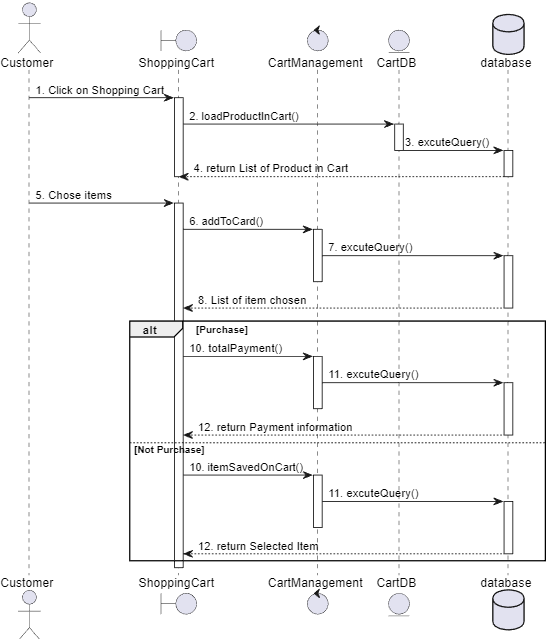 Customer
ShoppingCart
CartManagement
CartDB
database
1. Click on Shopping Cart
2. loadProductInCart()
3. excuteQuery()
4. return List of Product in Cart
5. Chose items
6. addToCard()
7. excuteQuery()
8. List of item chosen
alt
[Purchase]
10. totalPayment()
11. excuteQuery()
12. return Payment information
[Not Purchase]
10. itemSavedOnCart()
11. excuteQuery()
12. return Selected Item
Customer
ShoppingCart
CartManagement
CartDB
database